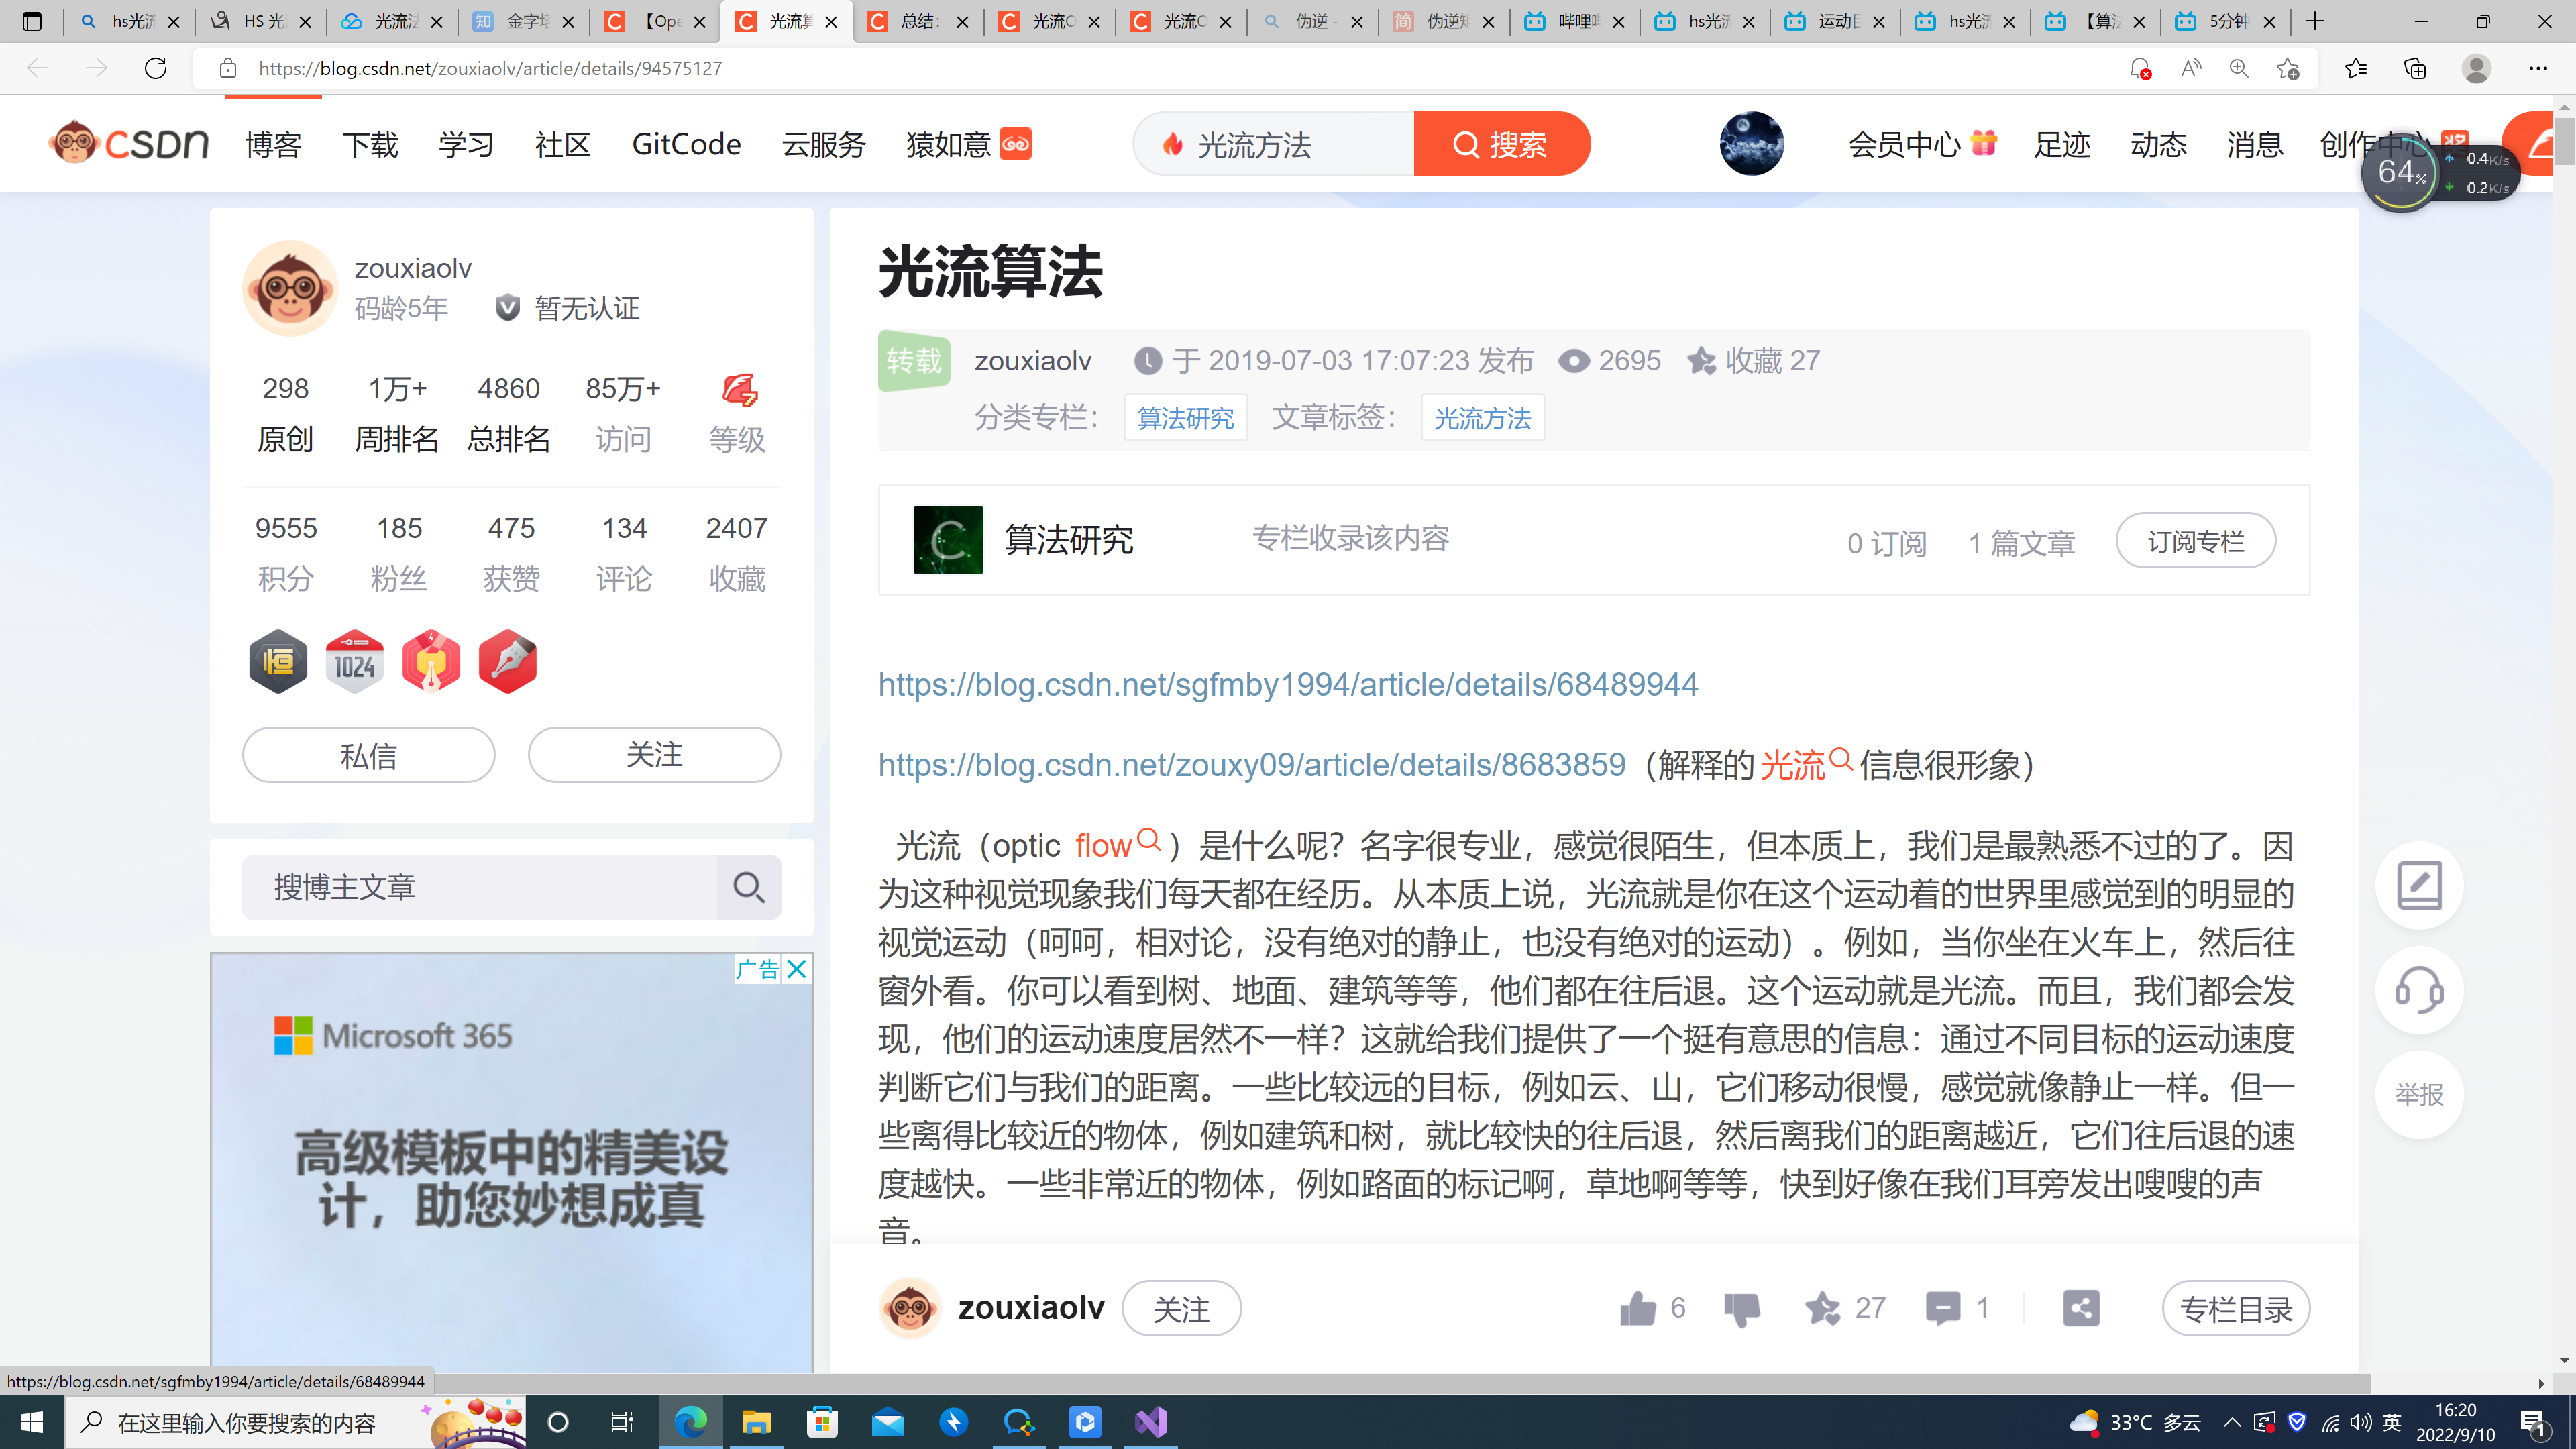 hs光流
HS 光
光流法
金字塔
【Ope
光流算
总结:
光流O
光流O
伪逆 -
伪逆矩
哔哩哔
hs光流
运动目
hs光流
【算法
5分钟
https://blog.csdn.net/zouxiaolv/article/details/94575127
CSDN 博客 下载 学习 社区 GitCode 云服务 猿如意 光流方法 搜索 会员中心 足迹 动态 消息 创作中心
64% 0.4K/s
0.2K/s
zouxiaolv
码龄5年 暂无认证
298 1万+ 4860 85万+
原创 周排名 总排名 访问 等级
9555 185 475 134 2407
积分 粉丝 获赞 评论 收藏
恒 1024 4
私信 关注
搜博主文章
广告
Microsoft 365
高级模板中的精美设
计，助您妙想成真
光流算法
转载 zouxiaolv 于 2019-07-03 17:07:23 发布 2695 收藏 27
分类专栏： 算法研究 文章标签： 光流方法
算法研究 专栏收录该内容 0 订阅 1 篇文章 订阅专栏
https://blog.csdn.net/sgfmby1994/article/details/68489944
https://blog.csdn.net/zouxy09/article/details/8683859（解释的光流信息很形象）
光流（optic flow）是什么呢？名字很专业，感觉很陌生，但本质上，我们是最熟悉不过的了。因
为这种视觉现象我们每天都在经历。从本质上说，光流就是你在这个运动着的世界里感觉到的明显的
视觉运动（呵呵，相对论，没有绝对的静止，也没有绝对的运动）。例如，当你坐在火车上，然后往
窗外看。你可以看到树、地面、建筑等等，他们都在往后退。这个运动就是光流。而且，我们都会发
现，他们的运动速度居然不一样？这就给我们提供了一个挺有意思的信息：通过不同目标的运动速度
判断它们与我们的距离。一些比较远的目标，例如云、山，它们移动很慢，感觉就像静止一样。但一
些离得比较近的物体，例如建筑和树，就比较快的往后退，然后离我们的距离越近，它们往后退的速
度越快。一些非常近的物体，例如路面的标记啊，草地啊等等，快到好像在我们耳旁发出嗖嗖的声
音。
举报
zouxiaolv 关注 6 27 1 专栏目录
https://blog.csdn.net/sgfmby1994/article/details/68489944
在这里输入你要搜索的内容
33°C 多云 英 16:20
2022/9/10
1